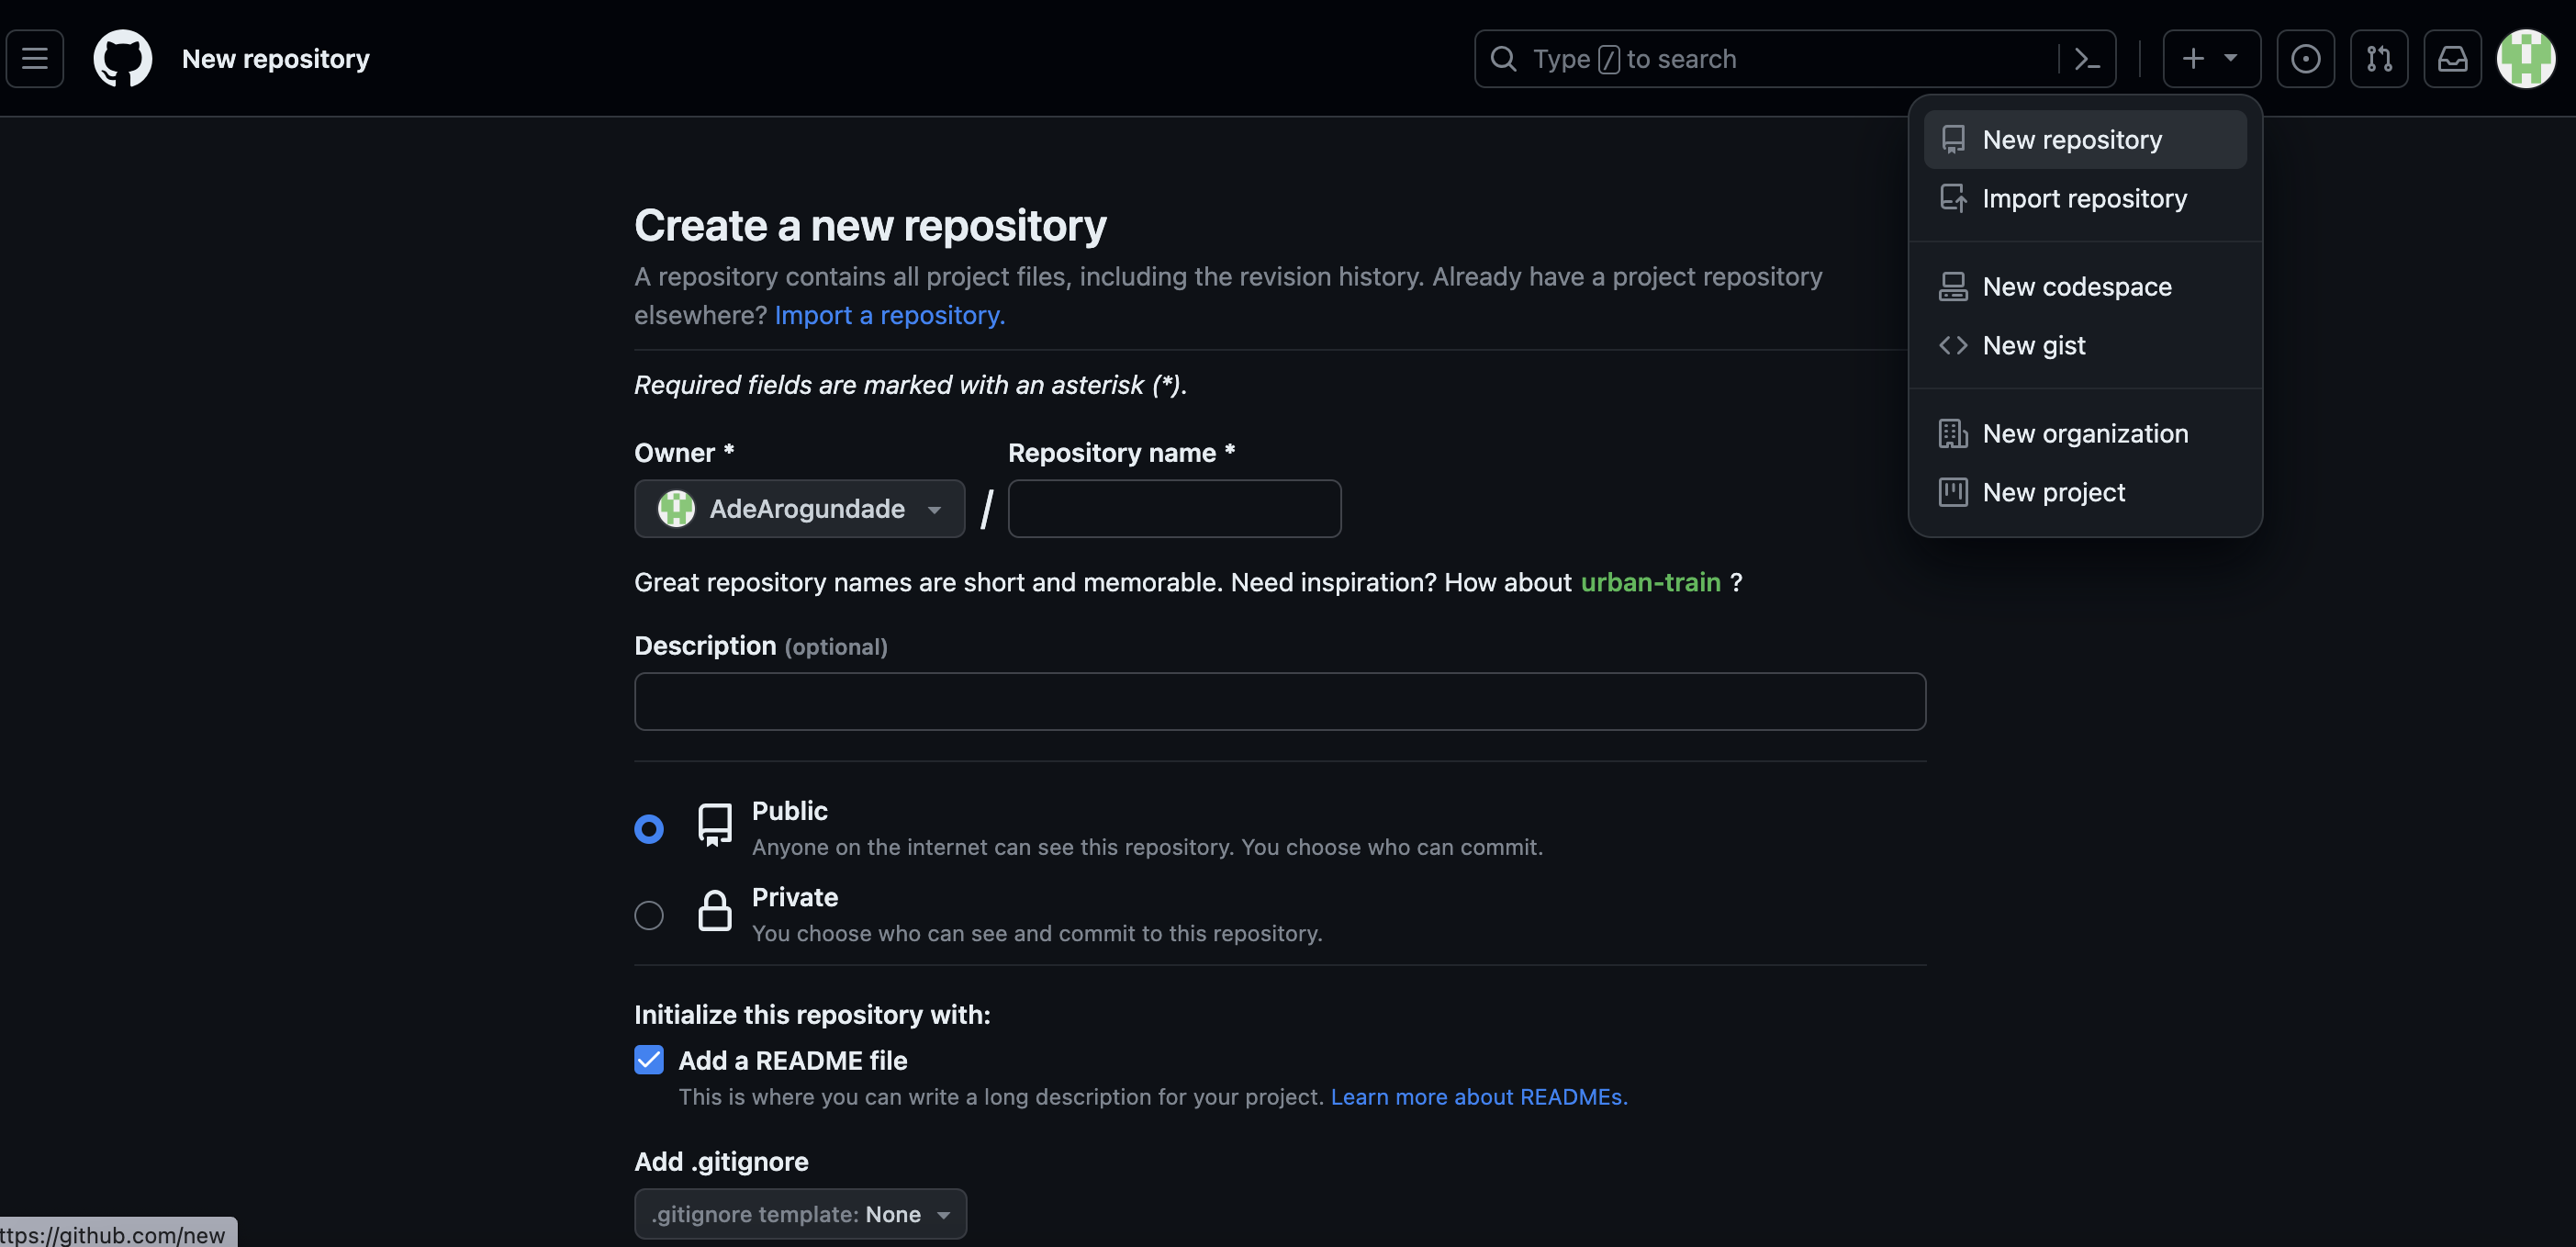 New repository
Type / to search
New repository
Import repository
New codespace
New gist
New organization
New project
Create a new repository
A repository contains all project files, including the revision history. Already have a project repository
elsewhere? Import a repository.
Required fields are marked with an asterisk (*).
Owner * Repository name *
AdeArogundade /
Great repository names are short and memorable. Need inspiration? How about urban-train ?
Description (optional)
Public
Anyone on the internet can see this repository. You choose who can commit.
Private
You choose who can see and commit to this repository.
Initialize this repository with:
Add a README file
This is where you can write a long description for your project. Learn more about READMEs.
Add .gitignore
.gitignore template: None
ttps://github.com/new